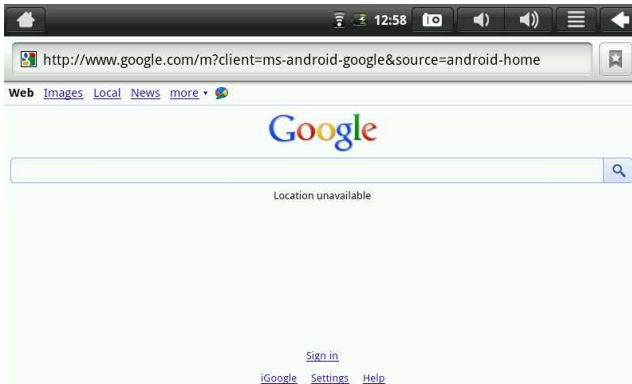 12:58
http://www.google.com/m?client=ms-android-google&source=android-home
Web Images Local News more
Google
Location unavailable
Sign in
iGoogle Settings Help